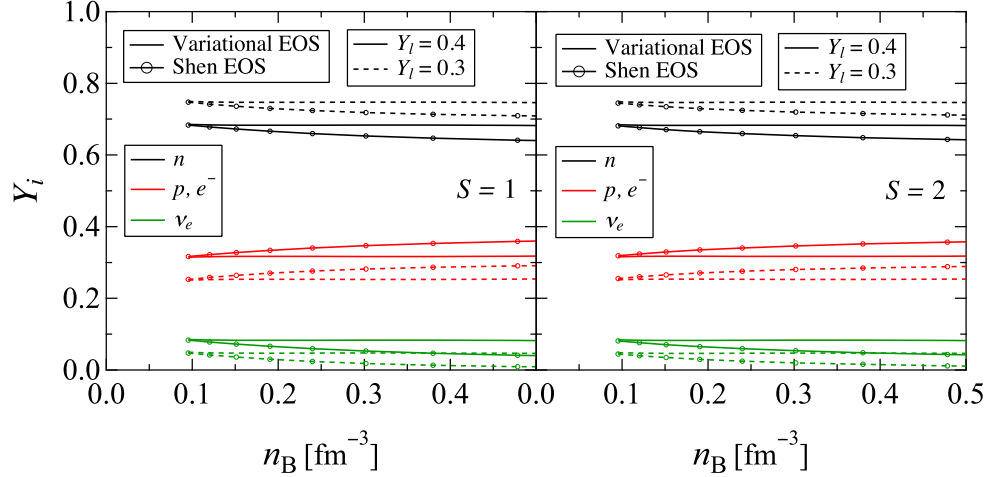 1.0
0.8
0.6
0.4
0.2
0.0
Y_i
Variational EOS
Shen EOS
Y_l = 0.4
Y_l = 0.3
n
p, e⁻
ν_e
S = 1
0.1
0.2
0.3
0.4
0.0
n_B [fm⁻³]
Variational EOS
Shen EOS
Y_l = 0.4
Y_l = 0.3
n
p, e⁻
ν_e
S = 2
0.1
0.2
0.3
0.4
0.5
n_B [fm⁻³]